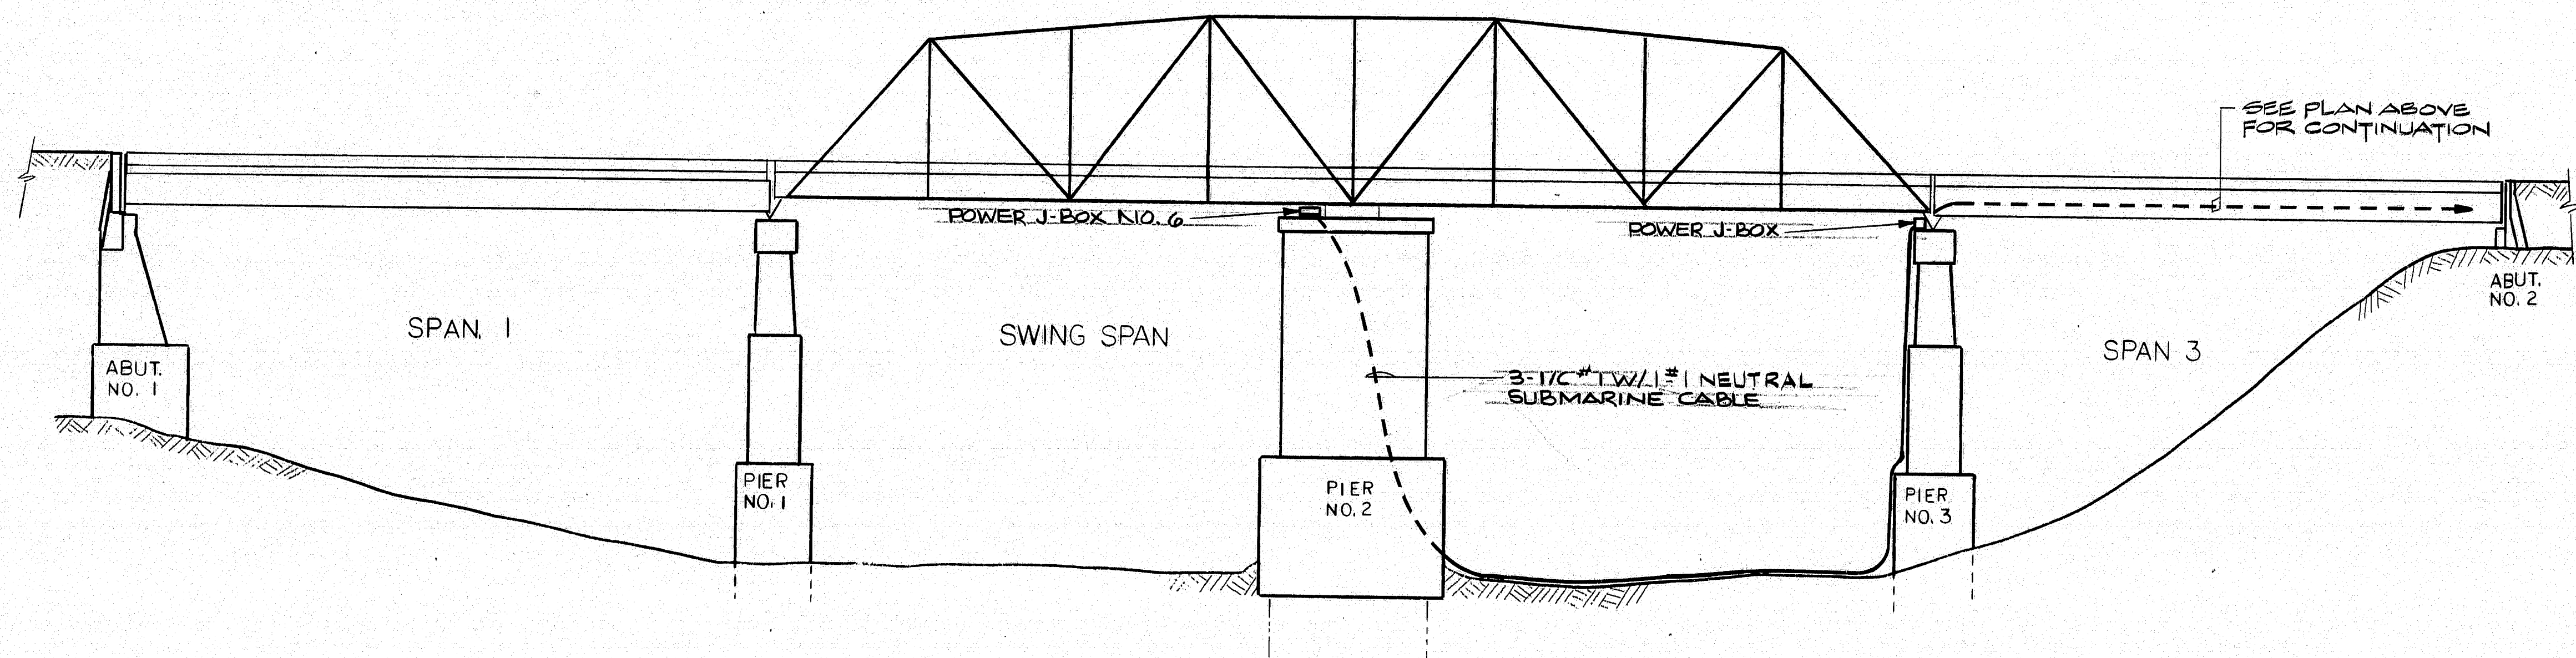 SEE PLAN ABOVE
FOR CONTINUATION
POWER J-BOX NO. 6
POWER J-BOX
ABUT.
NO. 2
SPAN. 1
SWING SPAN
SPAN 3
ABUT.
NO. 1
3-1/C #1 W/1-#1 NEUTRAL
SUBMARINE CABLE
PIER
NO. 1
PIER
NO. 2
PIER
NO. 3